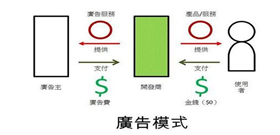 廣告服務
產品/服務
提供
提供
支付
支付
$
$
廣告主
開發商
使用者
廣告費
金錢 ($0)
廣告模式